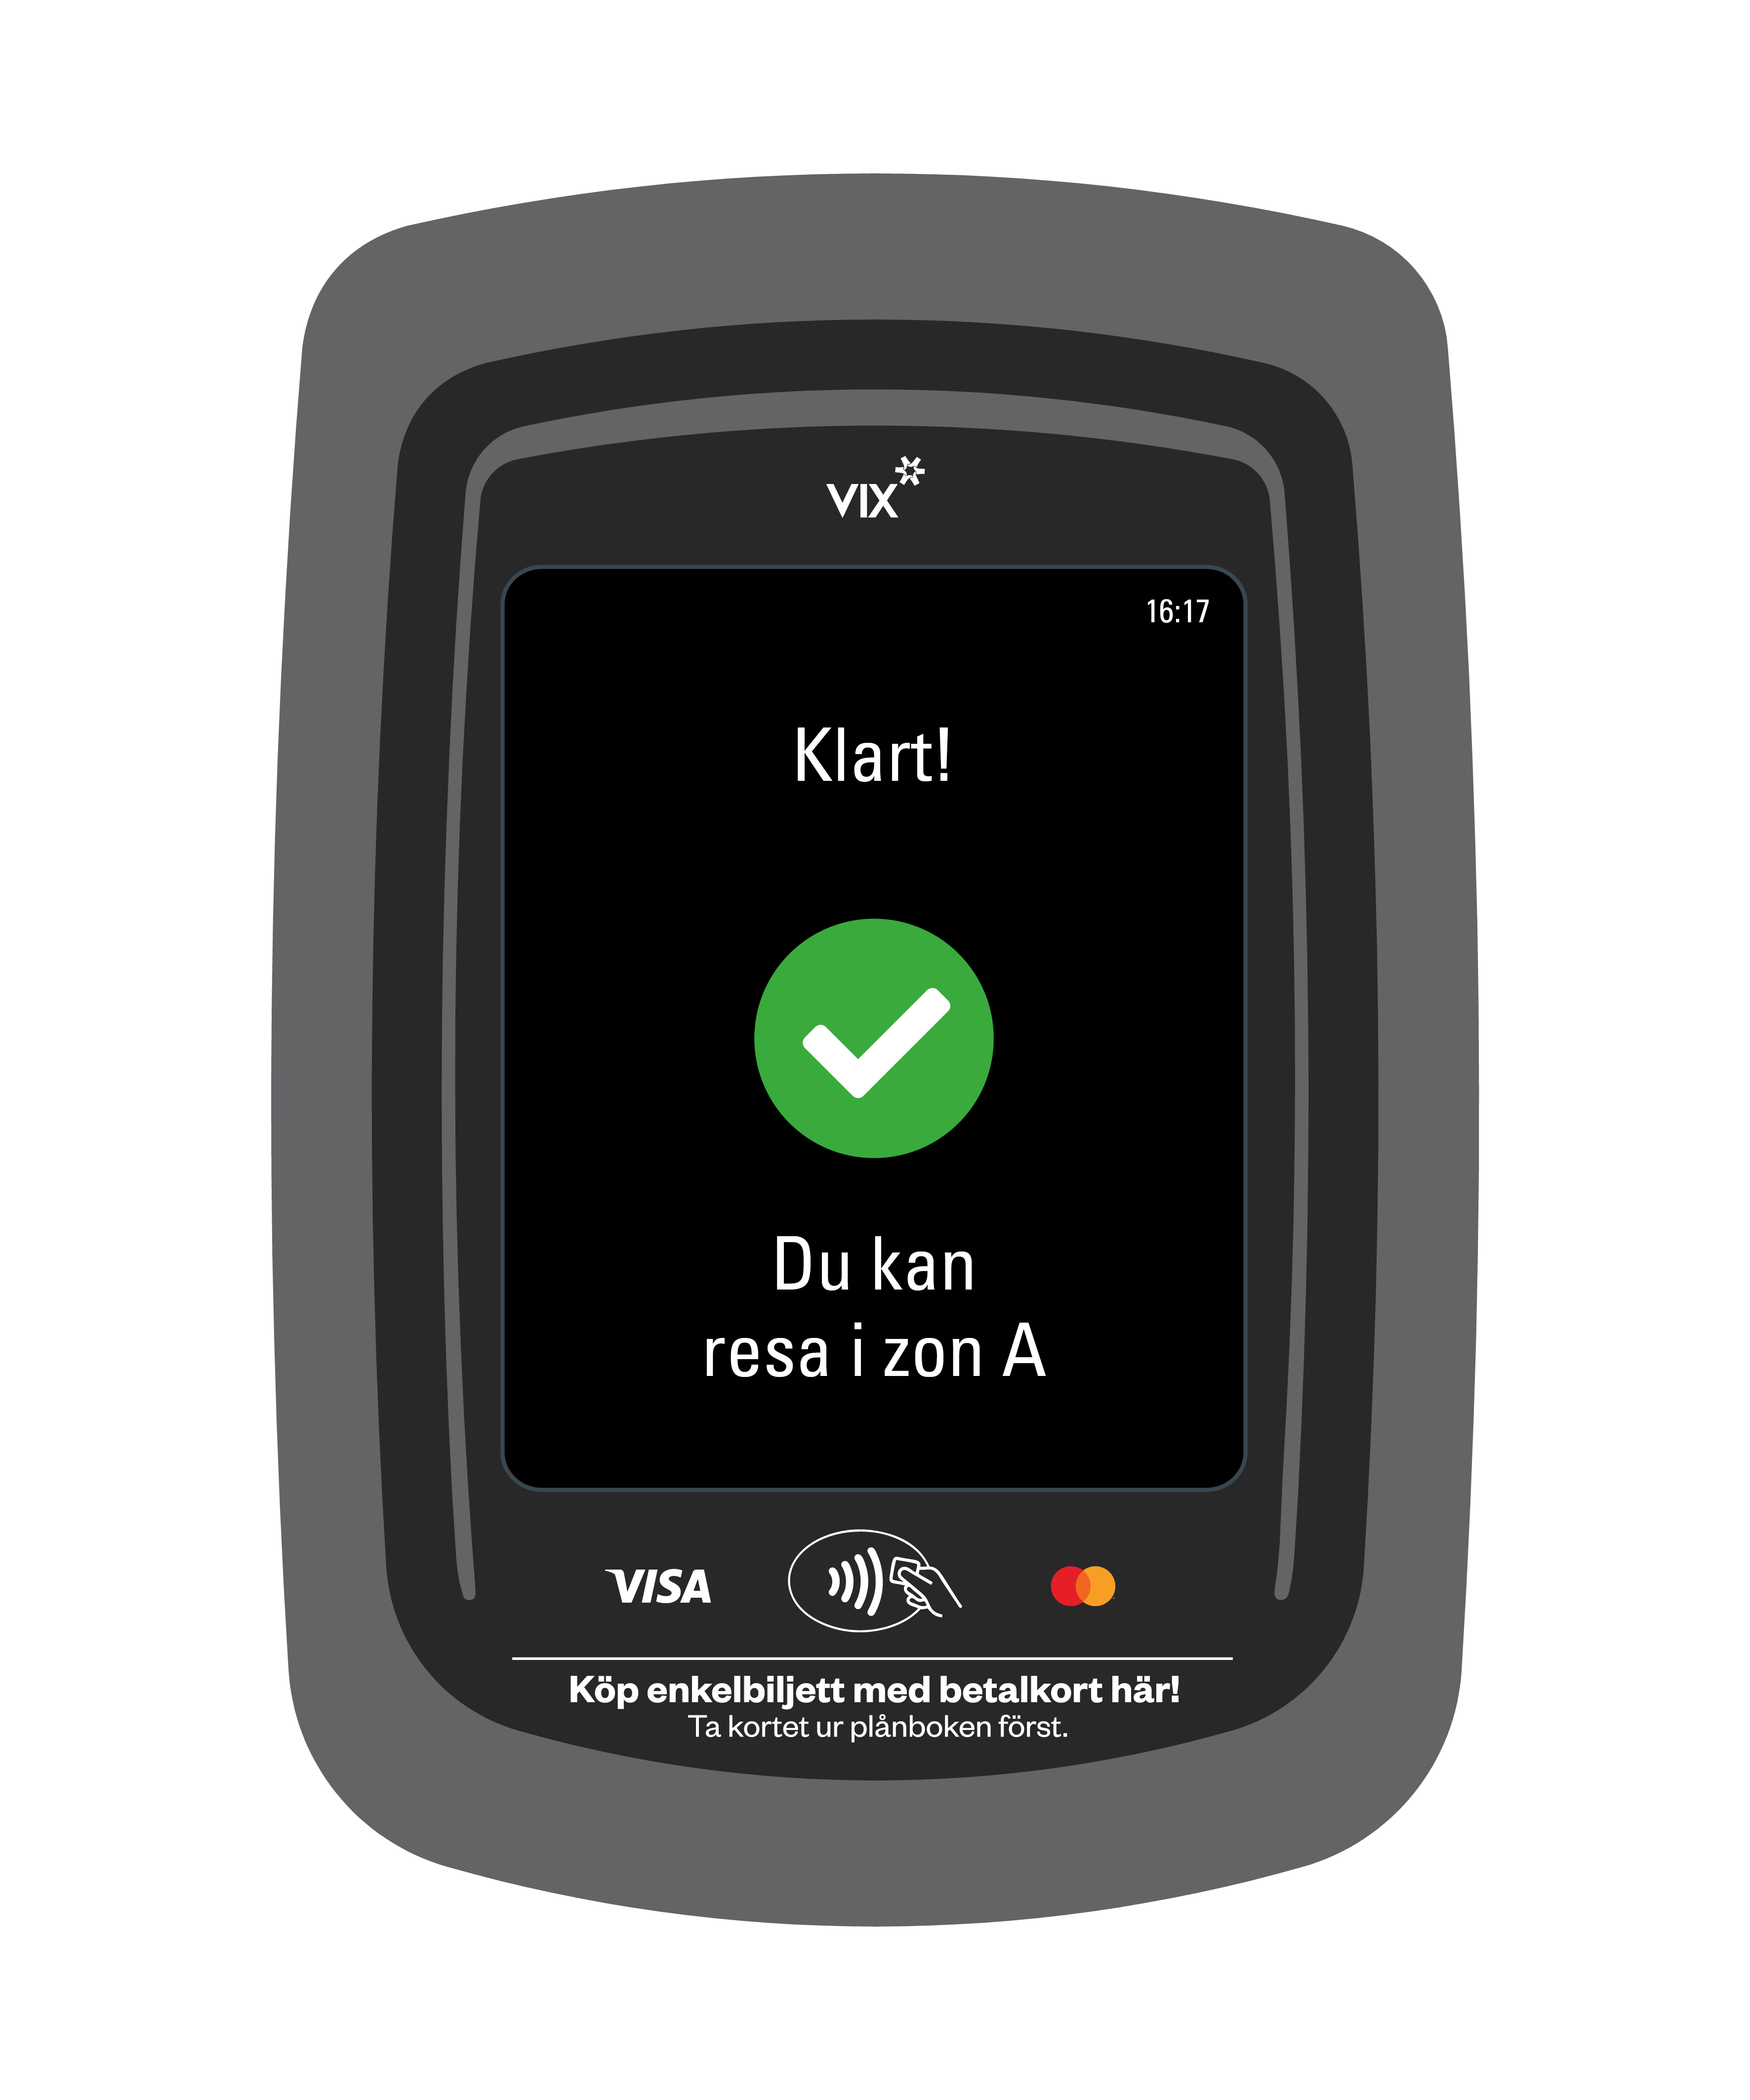 VIX
16:17
Klart!
Du kan
resa i zon A
VISA
Köp enkelbiljett med betalkort här!
Ta kortet ur plånboken först.